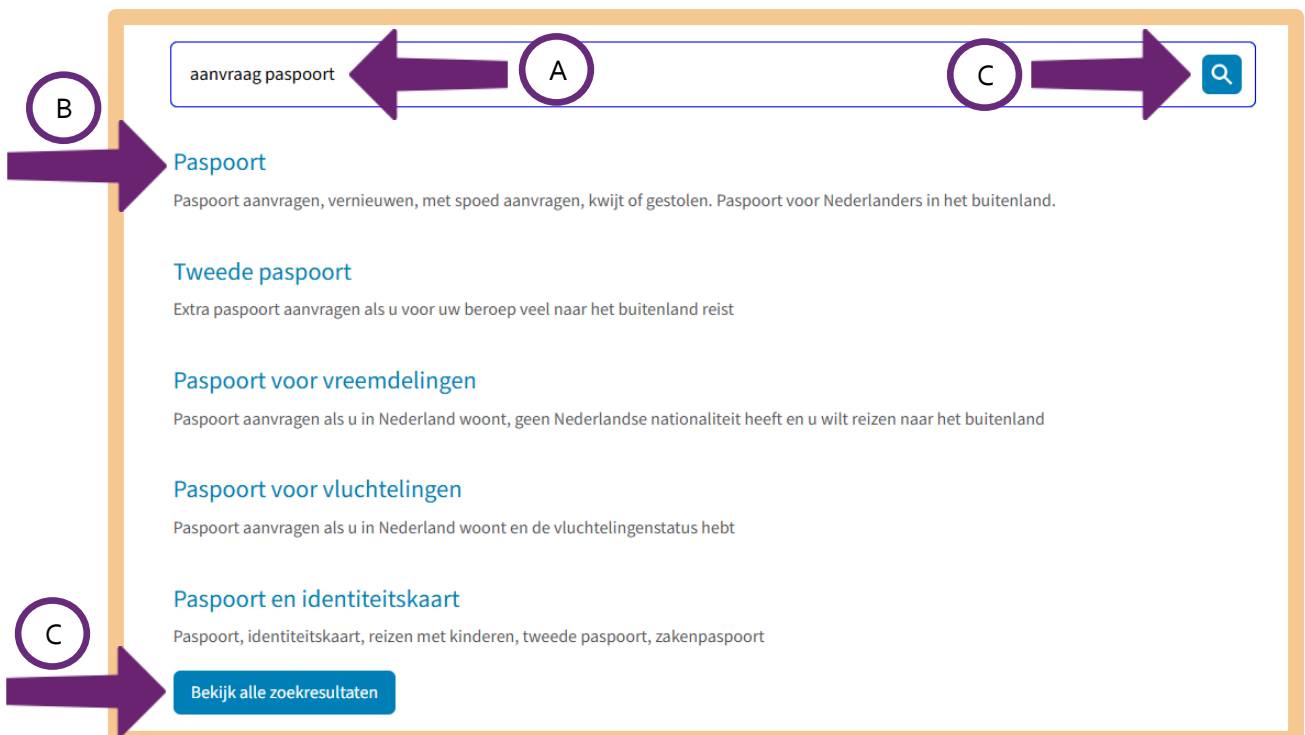 aanvraag paspoort
A
C
B
Paspoort
Paspoort aanvragen, vernieuwen, met spoed aanvragen, kwijt of gestolen. Paspoort voor Nederlanders in het buitenland.
Tweede paspoort
Extra paspoort aanvragen als u voor uw beroep veel naar het buitenland reist
Paspoort voor vreemdelingen
Paspoort aanvragen als u in Nederland woont, geen Nederlandse nationaliteit heeft en u wilt reizen naar het buitenland
Paspoort voor vluchtelingen
Paspoort aanvragen als u in Nederland woont en de vluchtelingenstatus hebt
Paspoort en identiteitskaart
Paspoort, identiteitskaart, reizen met kinderen, tweede paspoort, zakenpaspoort
C
Bekijk alle zoekresultaten